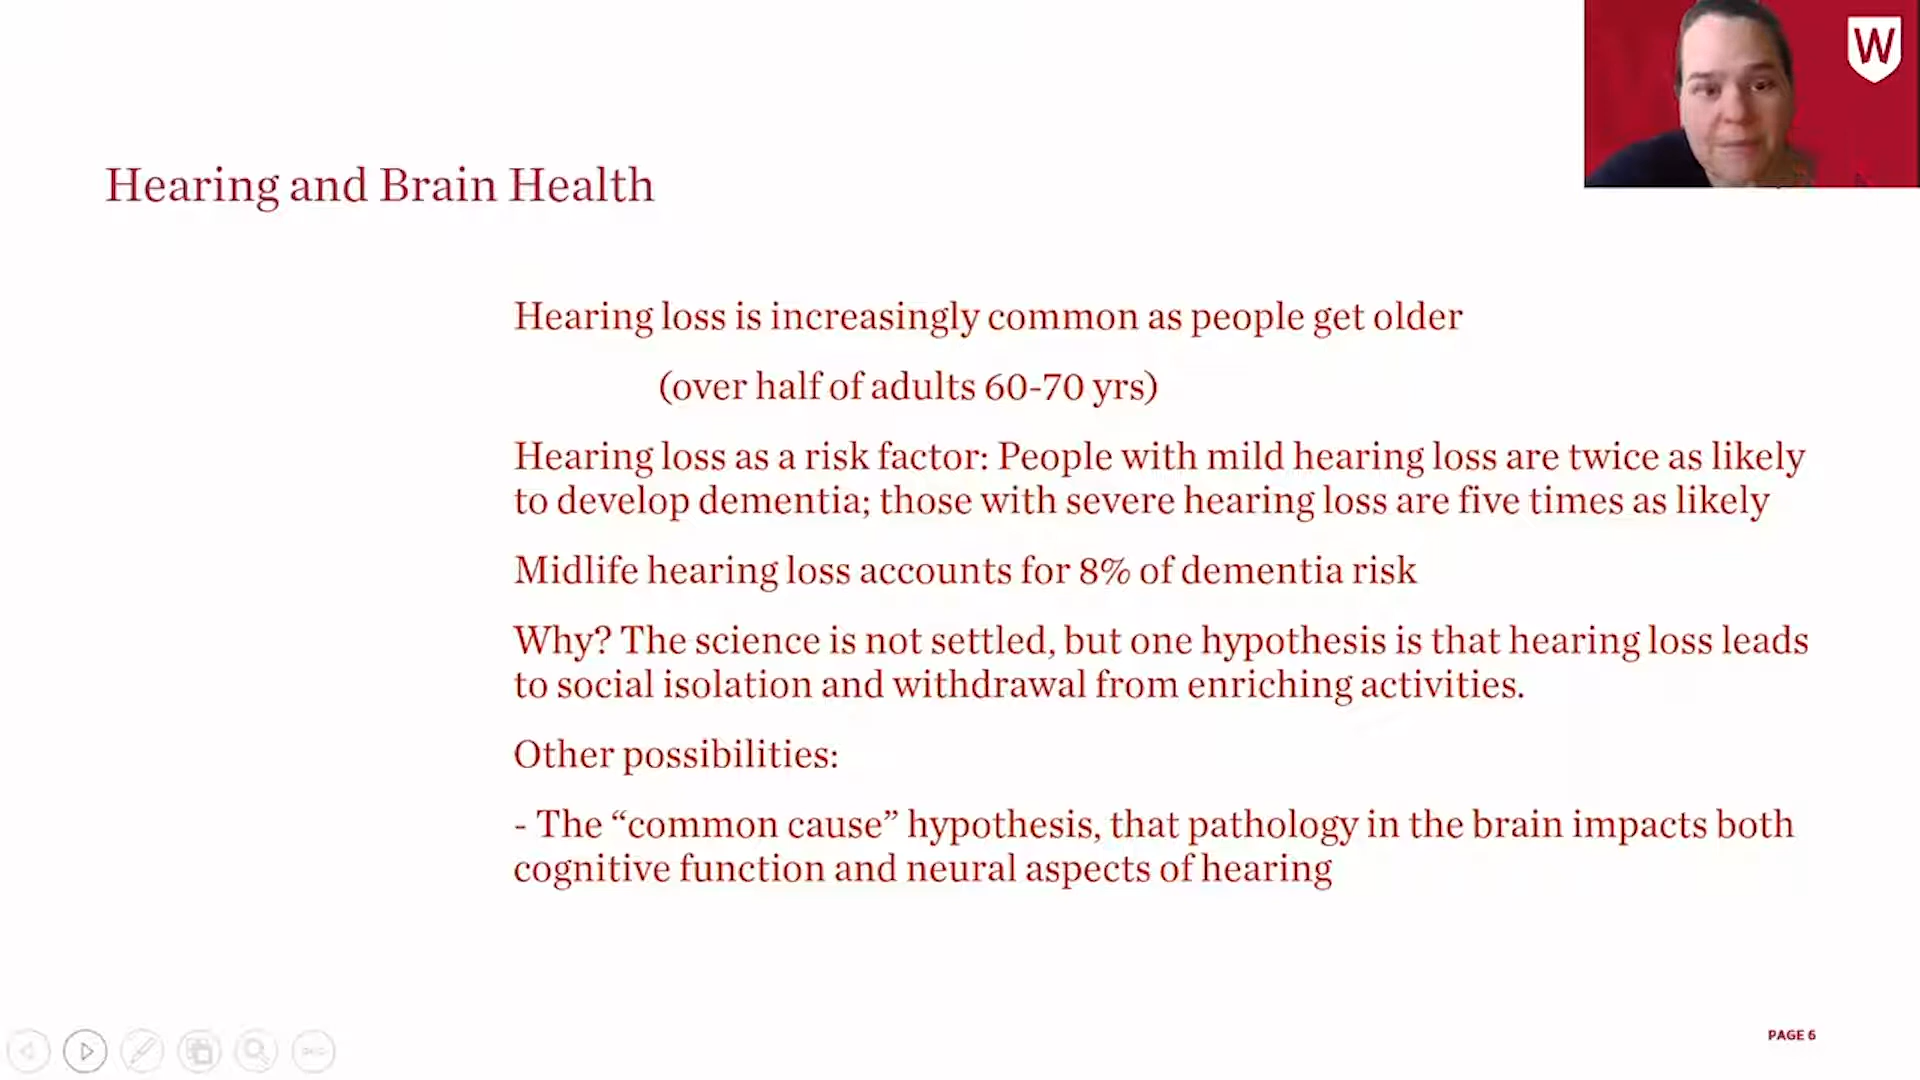 W
Hearing and Brain Health
Hearing loss is increasingly common as people get older
(over half of adults 60-70 yrs)
Hearing loss as a risk factor: People with mild hearing loss are twice as likely
to develop dementia; those with severe hearing loss are five times as likely
Midlife hearing loss accounts for 8% of dementia risk
Why? The science is not settled, but one hypothesis is that hearing loss leads
to social isolation and withdrawal from enriching activities.
Other possibilities:
- The “common cause” hypothesis, that pathology in the brain impacts both
cognitive function and neural aspects of hearing
PAGE 6